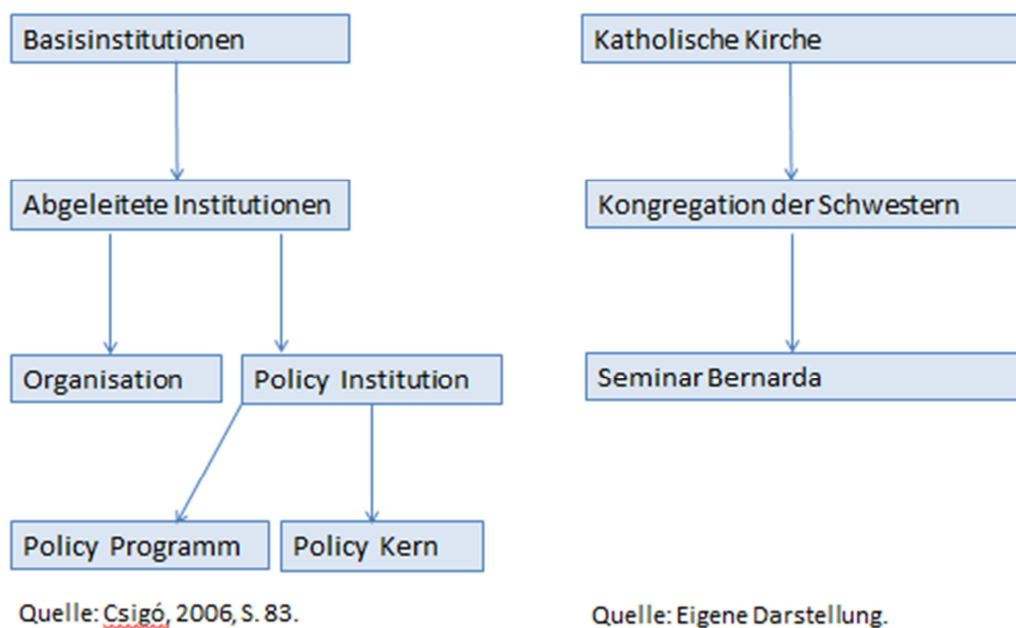 Basisinstitutionen
Katholische Kirche
Abgeleitete Institutionen
Kongregation der Schwestern
Organisation
Policy Institution
Seminar Bernarda
Policy Programm
Policy Kern
Quelle: Csigó, 2006, S. 83.
Quelle: Eigene Darstellung.